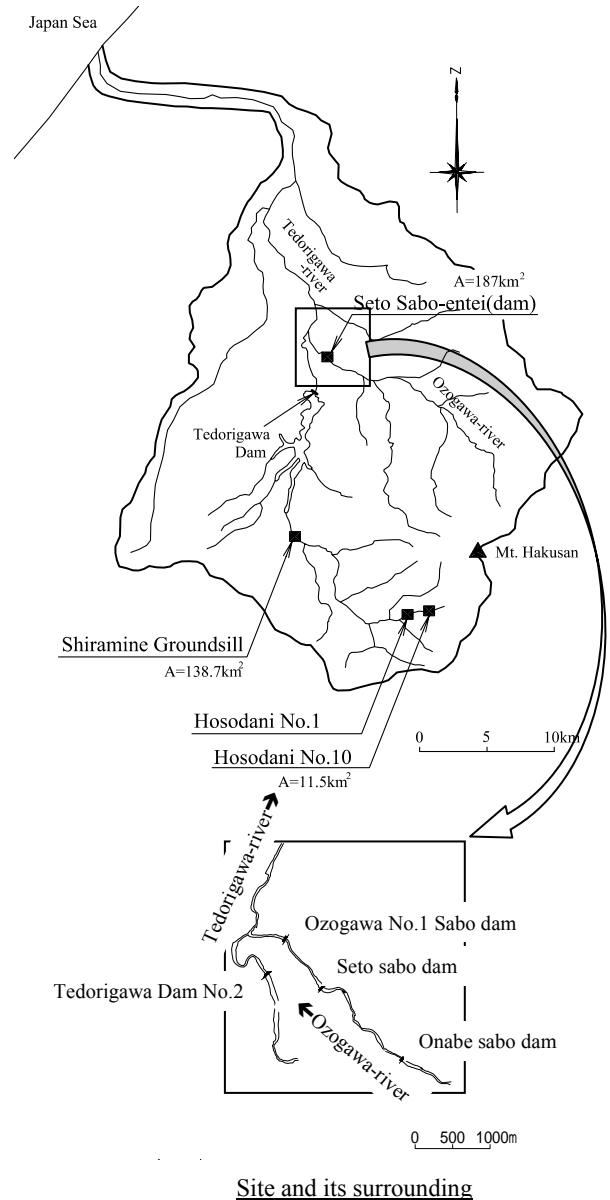 Japan Sea
Z
Tedorigawa
-river
A=187km²
Seto Sabo-entei(dam)
Ozogawa-river
Tedorigawa
Dam
Mt. Hakusan
Shiramine Groundsill
A=138.7km²
Hosodani No.1
0 5 10km
Hosodani No.10
A=11.5km²
Tedorigawa-river
Ozogawa No.1 Sabo dam
Seto sabo dam
Tedorigawa Dam No.2
Ozogawa-river
Onabe sabo dam
0 500 1000m
Site and its surrounding